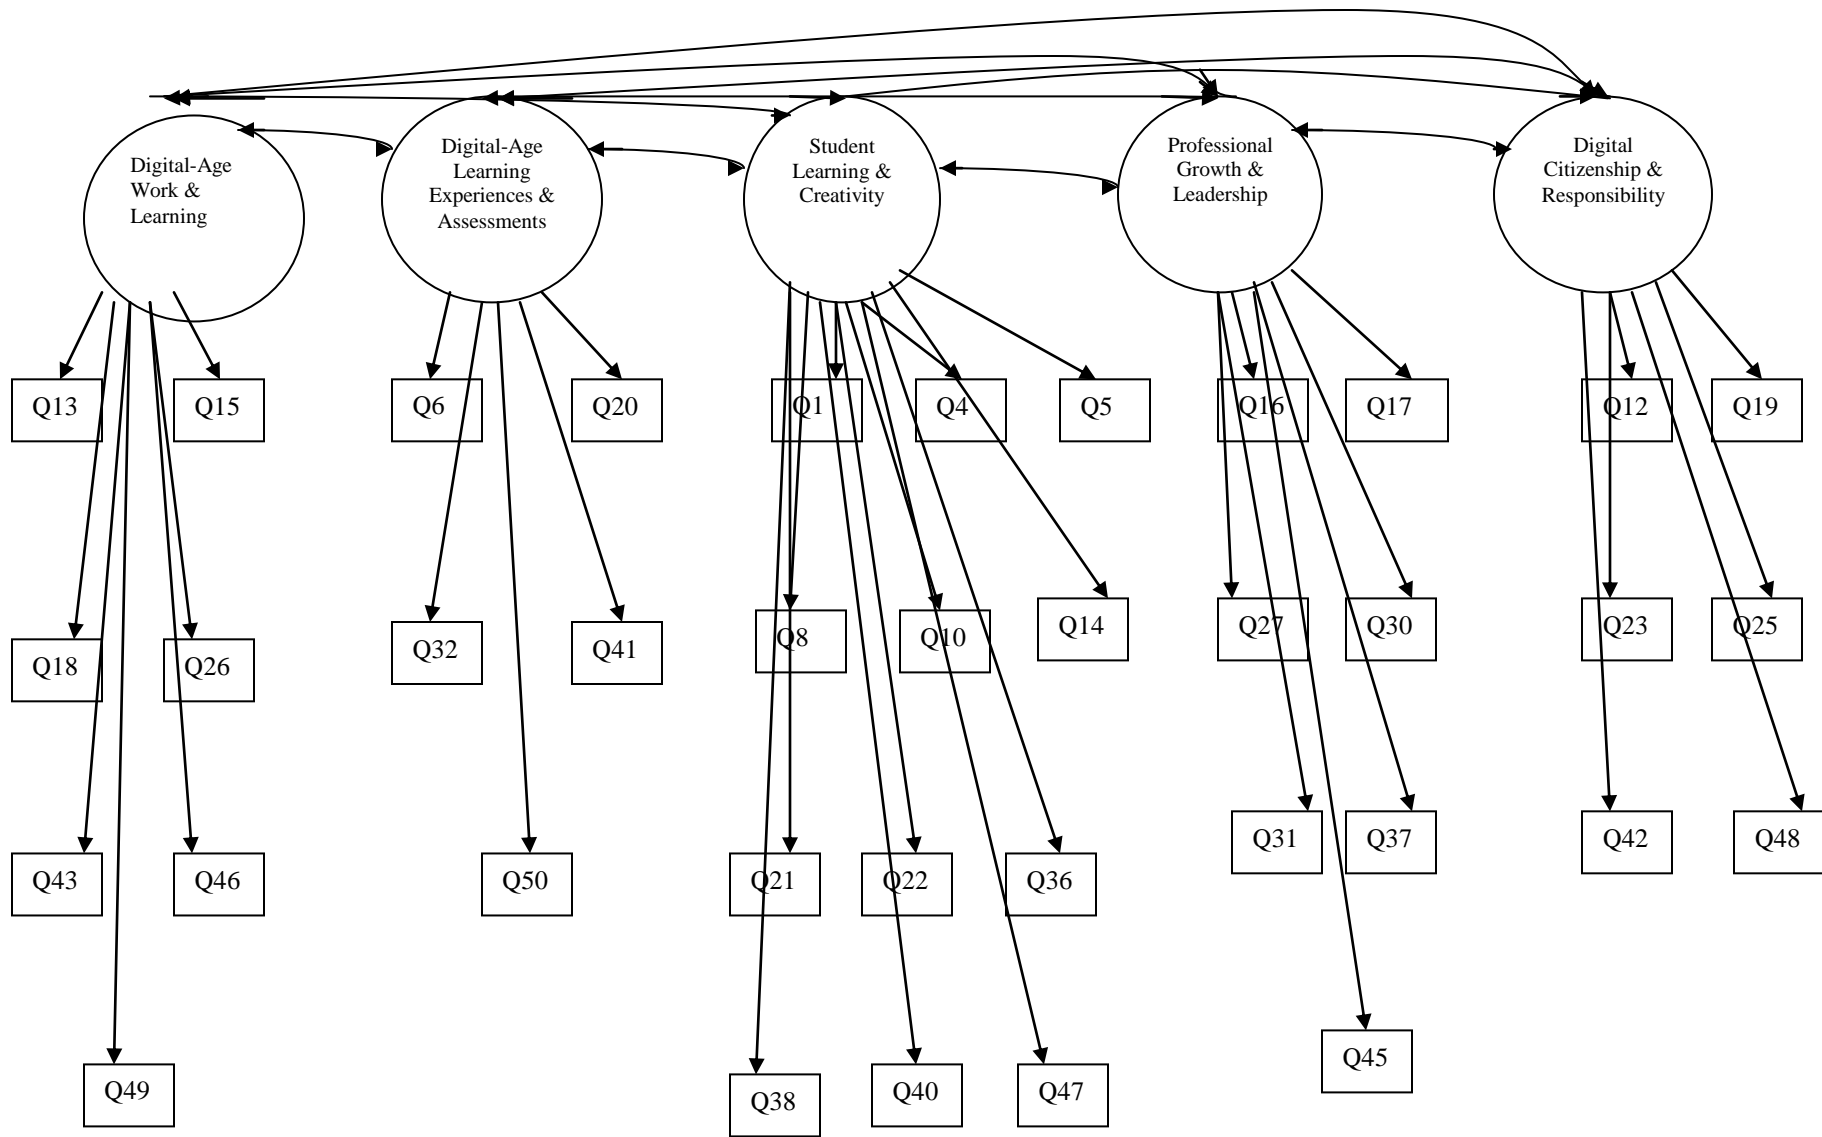 Digital-Age
Work &
Learning
Digital-Age
Learning
Experiences &
Assessments
Student
Learning &
Creativity
Professional
Growth &
Leadership
Digital
Citizenship &
Responsibility
Q13
Q15
Q6
Q20
Q1
Q4
Q5
Q16
Q17
Q12
Q19
Q18
Q26
Q32
Q41
Q8
Q10
Q14
Q27
Q30
Q23
Q25
Q43
Q46
Q50
Q21
Q22
Q36
Q31
Q37
Q42
Q48
Q49
Q38
Q40
Q47
Q45